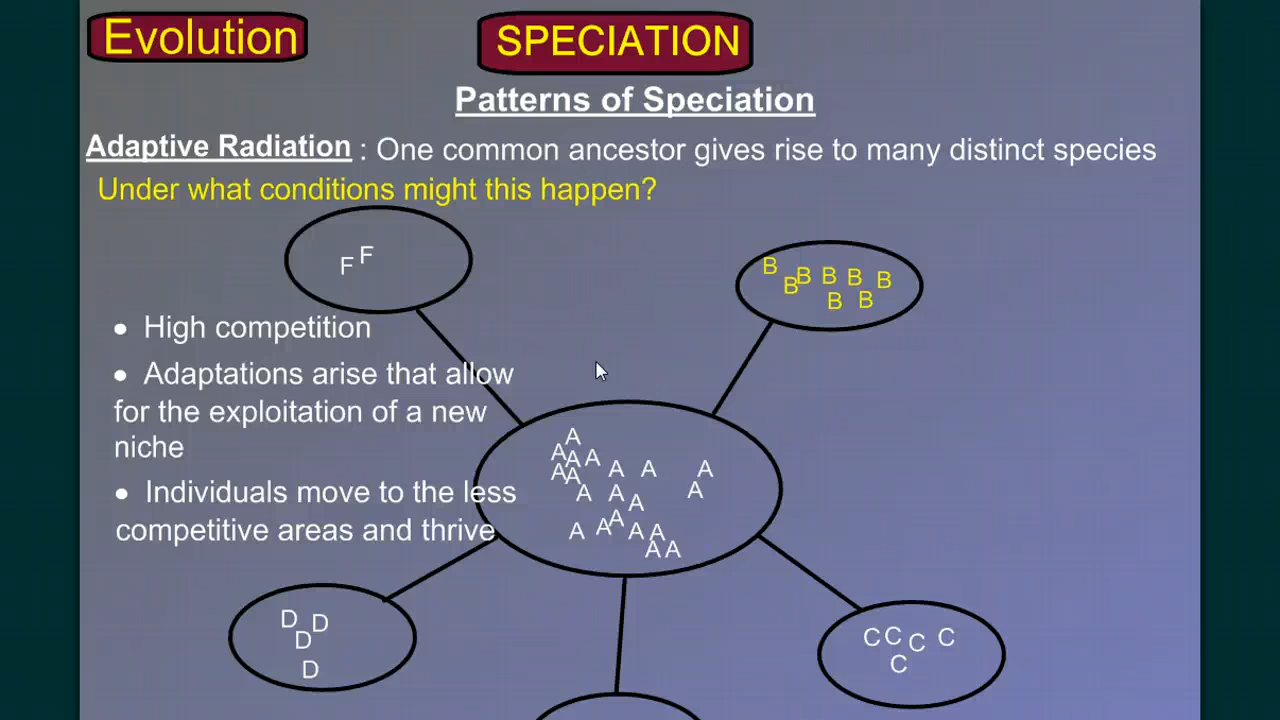 Evolution
SPECIATION
Patterns of Speciation
Adaptive Radiation : One common ancestor gives rise to many distinct species
Under what conditions might this happen?
F F
B B B B B B B B
• High competition
• Adaptations arise that allow
for the exploitation of a new
niche
• Individuals move to the less
competitive areas and thrive
A
A A A A A A
A A A A A A
A A A A A
A A
D D
D
D
C C C C
C